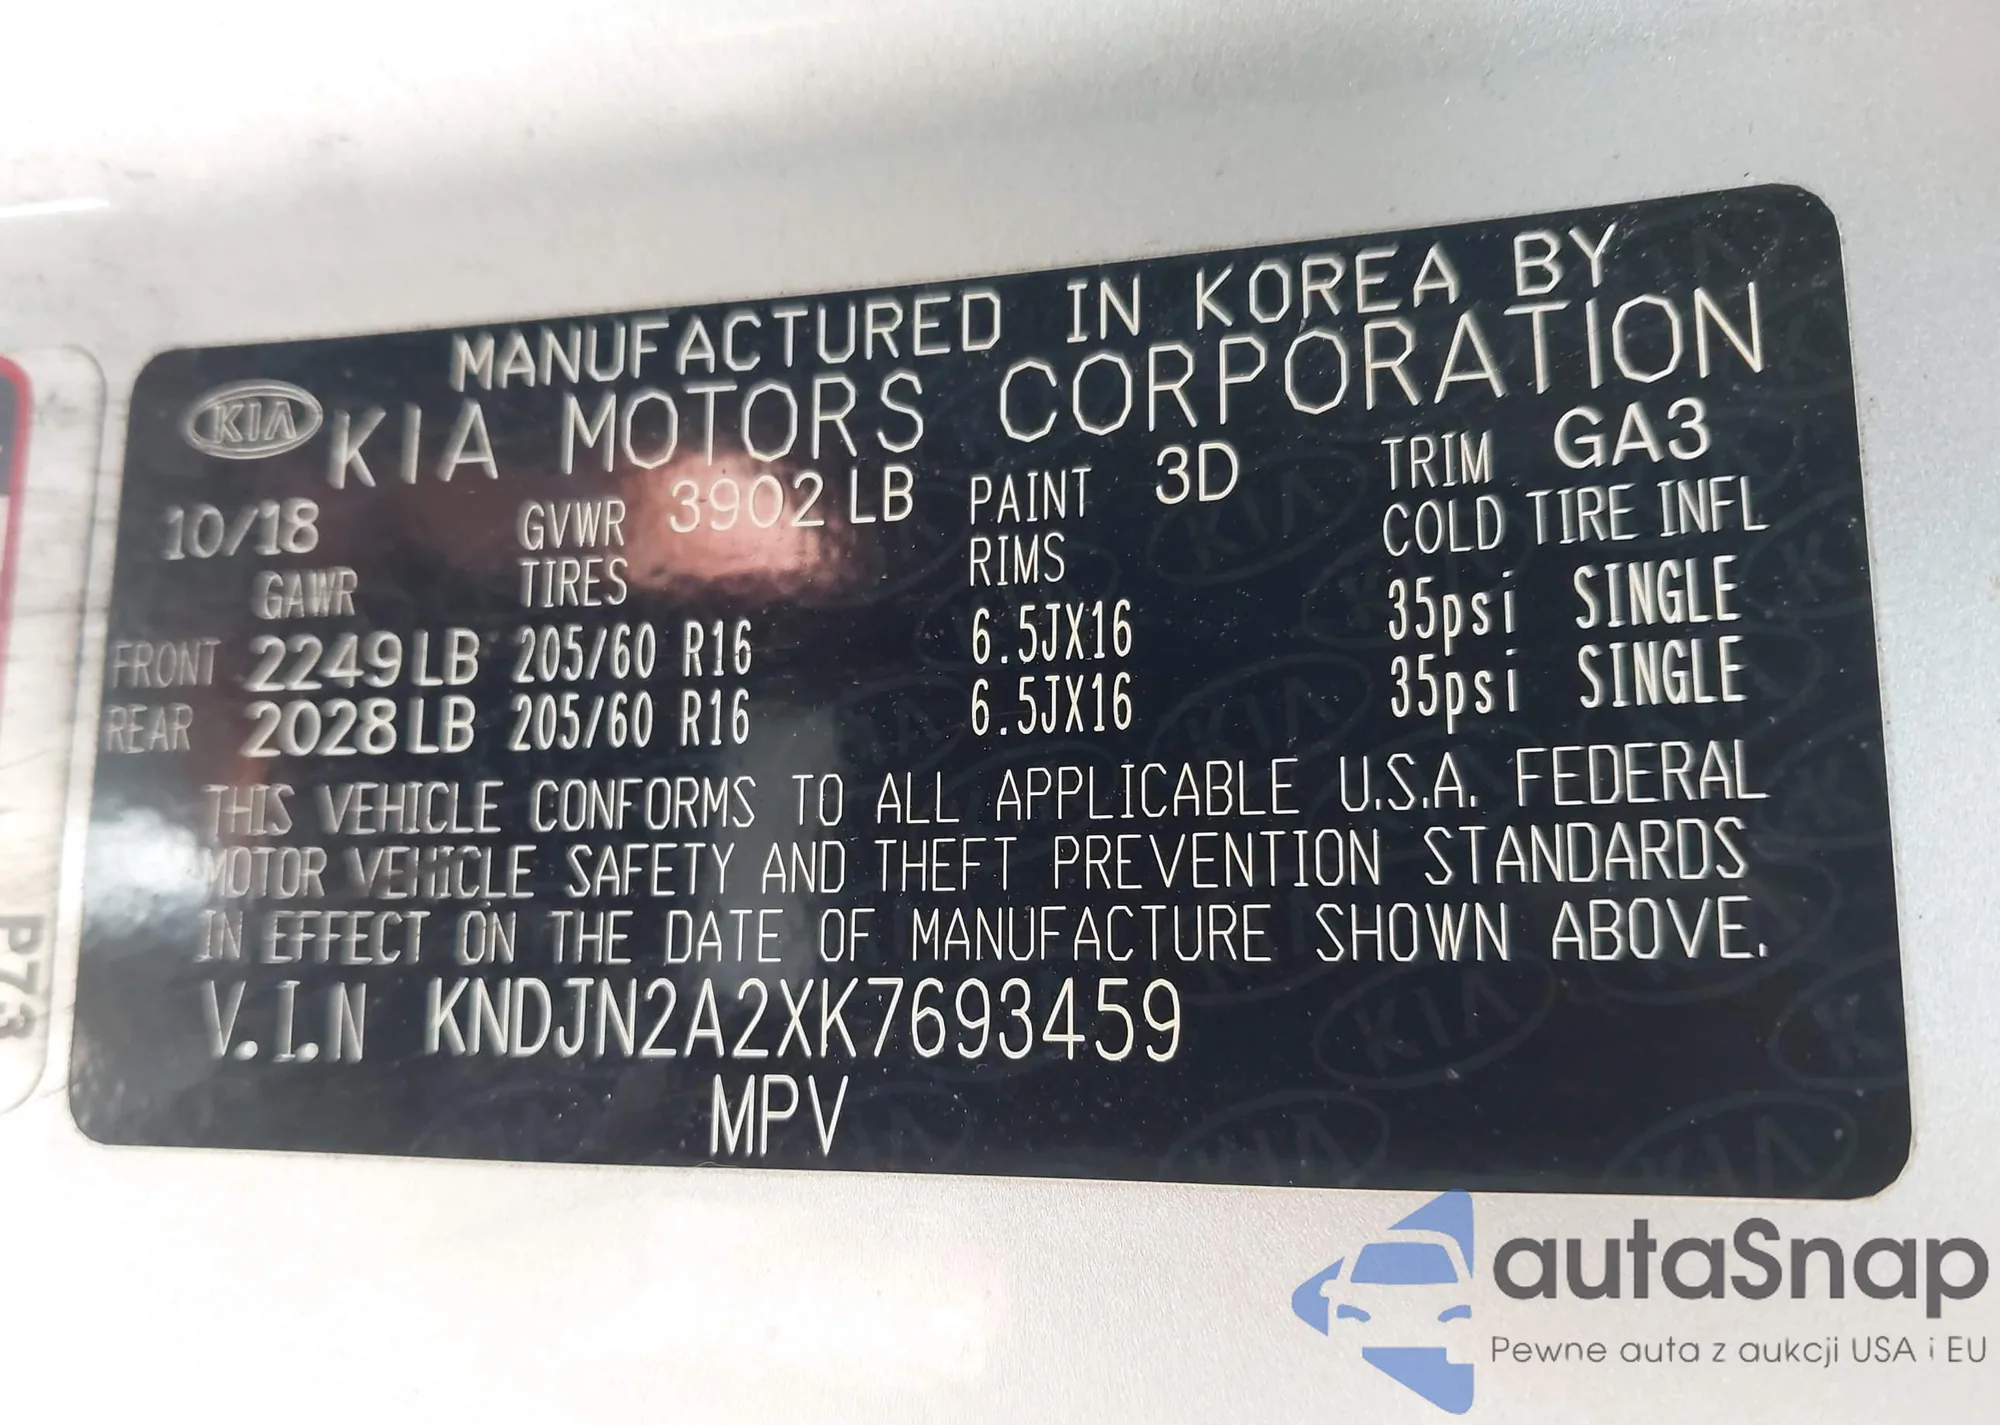 MANUFACTURED IN KOREA BY
KIA KIA MOTORS CORPORATION
10/18 GVWR 3902 LB PAINT 3D TRIM GA3
GAWR TIRES RIMS COLD TIRE INFL
FRONT 2249 LB 205/60 R16 6.5JX16 35psi SINGLE
REAR 2028 LB 205/60 R16 6.5JX16 35psi SINGLE
THIS VEHICLE CONFORMS TO ALL APPLICABLE U.S.A. FEDERAL
MOTOR VEHICLE SAFETY AND THEFT PREVENTION STANDARDS
IN EFFECT ON THE DATE OF MANUFACTURE SHOWN ABOVE.
V.I.N KNDJN2A2XK7693459
MPV
P73
autaSnap
Pewne auta z aukcji USA i EU